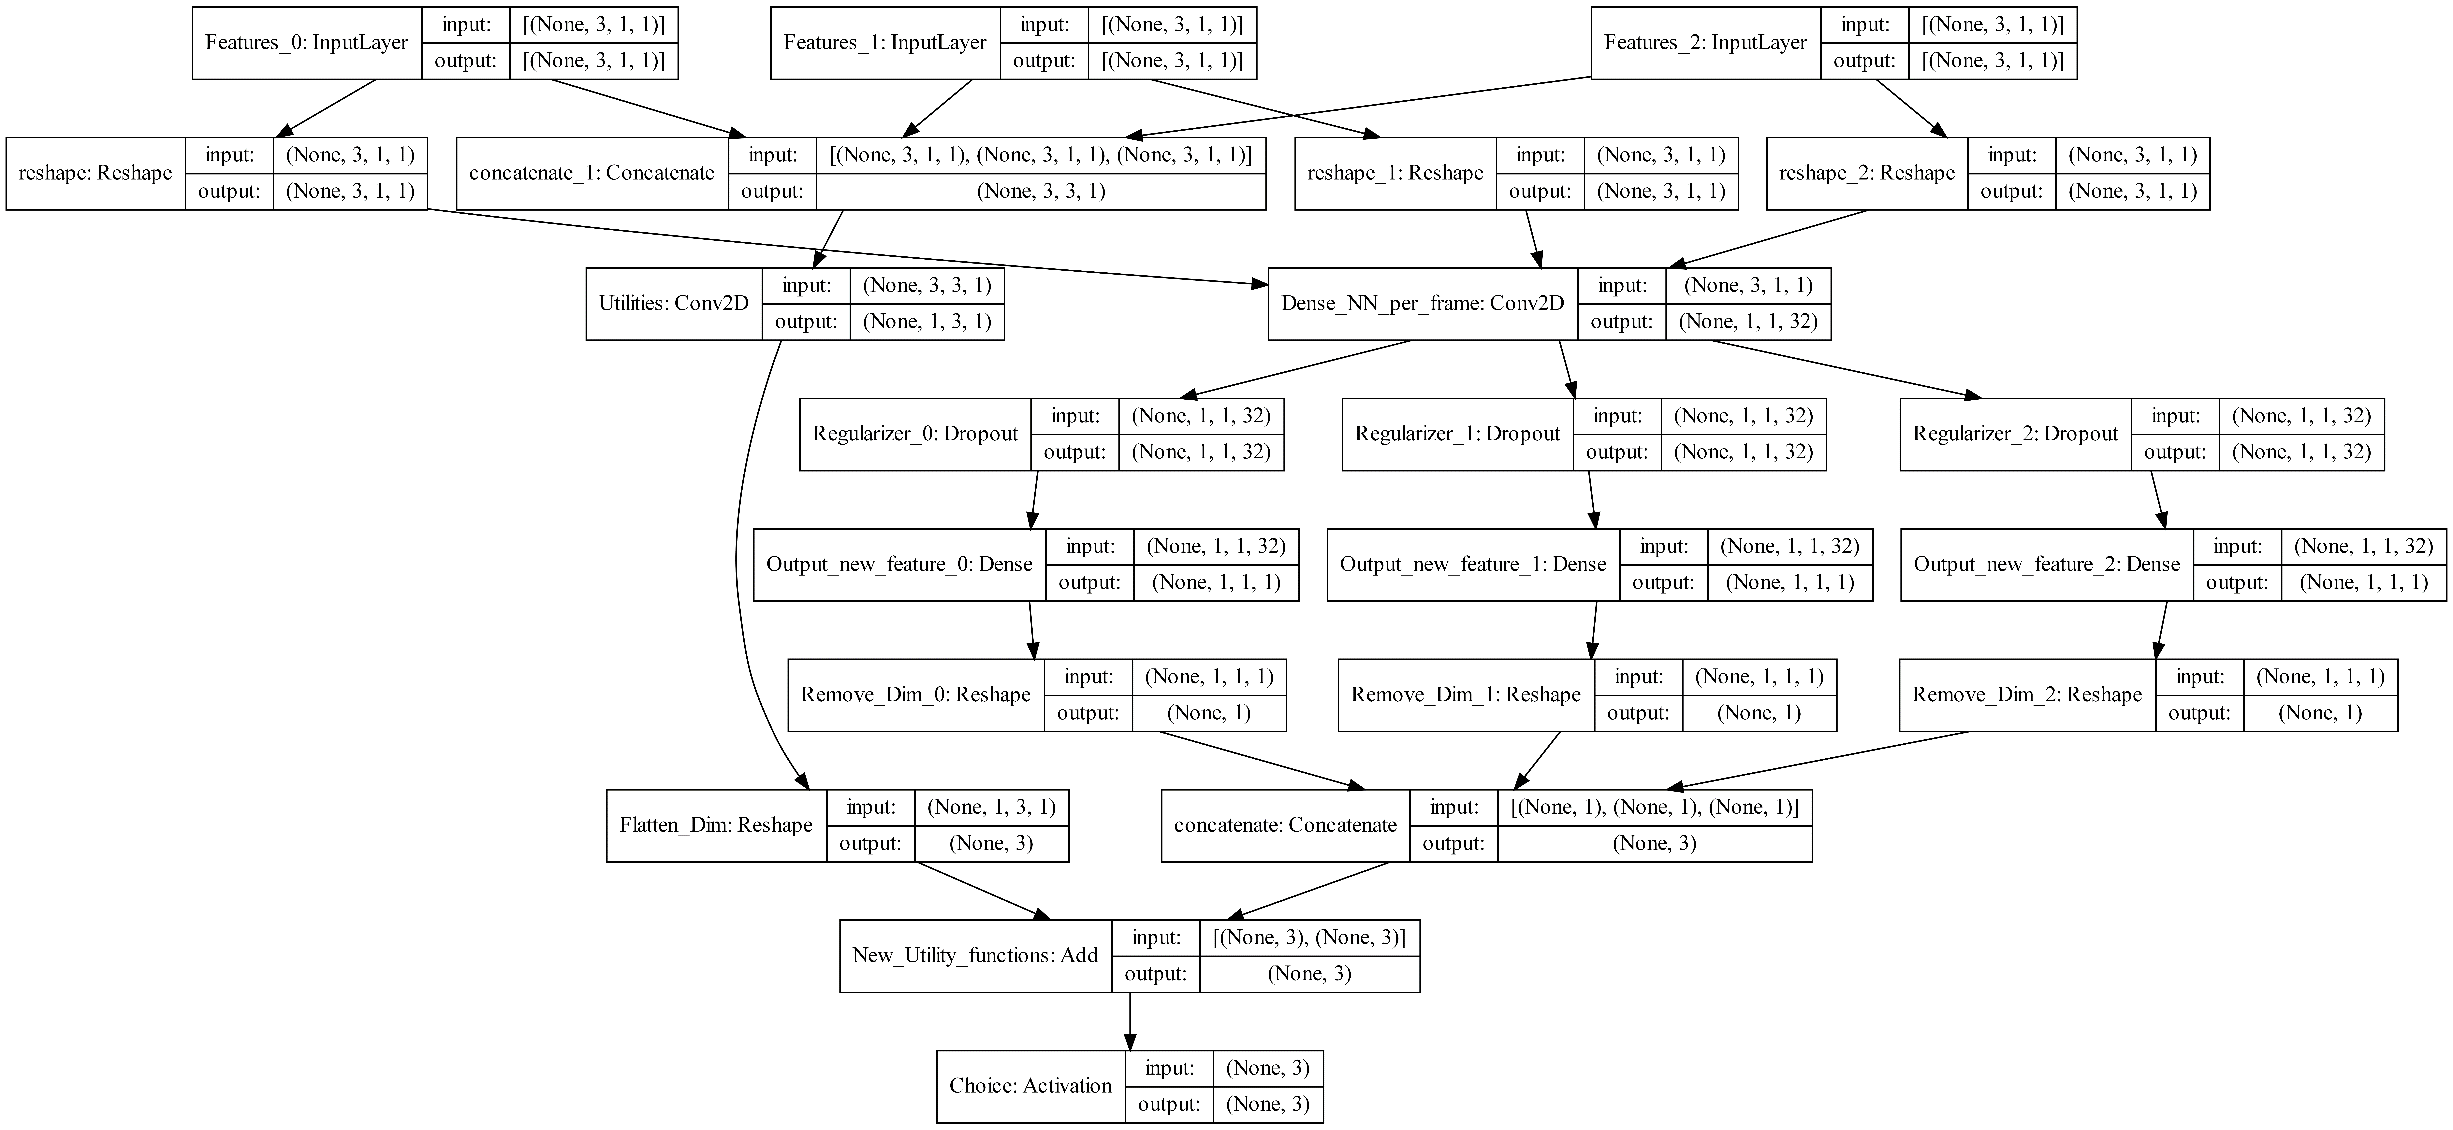 Features_0: InputLayer
input: [(None, 3, 1, 1)]
output: [(None, 3, 1, 1)]
Features_1: InputLayer
input: [(None, 3, 1, 1)]
output: [(None, 3, 1, 1)]
Features_2: InputLayer
input: [(None, 3, 1, 1)]
output: [(None, 3, 1, 1)]
reshape: Reshape
input: (None, 3, 1, 1)
output: (None, 3, 1, 1)
concatenate_1: Concatenate
input: [(None, 3, 1, 1), (None, 3, 1, 1), (None, 3, 1, 1)]
output: (None, 3, 3, 1)
reshape_1: Reshape
input: (None, 3, 1, 1)
output: (None, 3, 1, 1)
reshape_2: Reshape
input: (None, 3, 1, 1)
output: (None, 3, 1, 1)
Utilities: Conv2D
input: (None, 3, 3, 1)
output: (None, 1, 3, 1)
Dense_NN_per_frame: Conv2D
input: (None, 3, 1, 1)
output: (None, 1, 1, 32)
Regularizer_0: Dropout
input: (None, 1, 1, 32)
output: (None, 1, 1, 32)
Regularizer_1: Dropout
input: (None, 1, 1, 32)
output: (None, 1, 1, 32)
Regularizer_2: Dropout
input: (None, 1, 1, 32)
output: (None, 1, 1, 32)
Output_new_feature_0: Dense
input: (None, 1, 1, 32)
output: (None, 1, 1, 1)
Output_new_feature_1: Dense
input: (None, 1, 1, 32)
output: (None, 1, 1, 1)
Output_new_feature_2: Dense
input: (None, 1, 1, 32)
output: (None, 1, 1, 1)
Remove_Dim_0: Reshape
input: (None, 1, 1, 1)
output: (None, 1)
Remove_Dim_1: Reshape
input: (None, 1, 1, 1)
output: (None, 1)
Remove_Dim_2: Reshape
input: (None, 1, 1, 1)
output: (None, 1)
Flatten_Dim: Reshape
input: (None, 1, 3, 1)
output: (None, 3)
concatenate: Concatenate
input: [(None, 1), (None, 1), (None, 1)]
output: (None, 3)
New_Utility_functions: Add
input: [(None, 3), (None, 3)]
output: (None, 3)
Choice: Activation
input: (None, 3)
output: (None, 3)